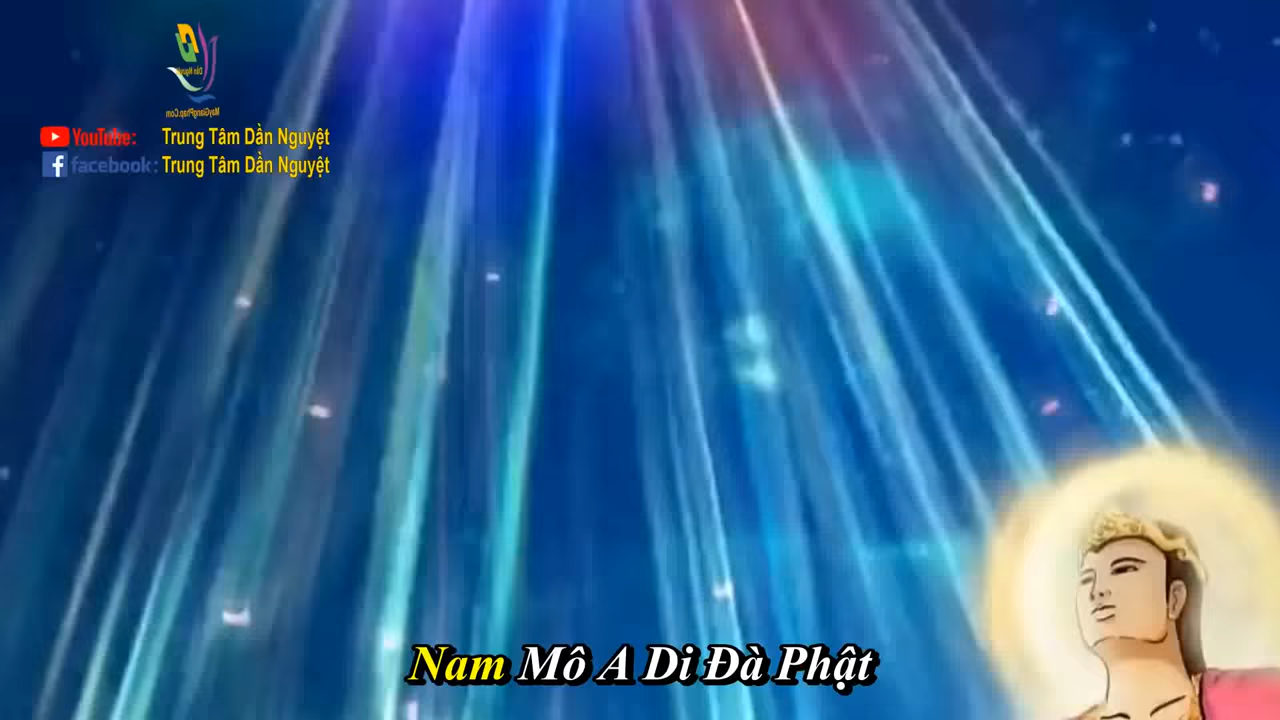 YouTube: Trung Tâm Dần Nguyệt
facebook: Trung Tâm Dần Nguyệt
Nam Mô A Di Đà Phật